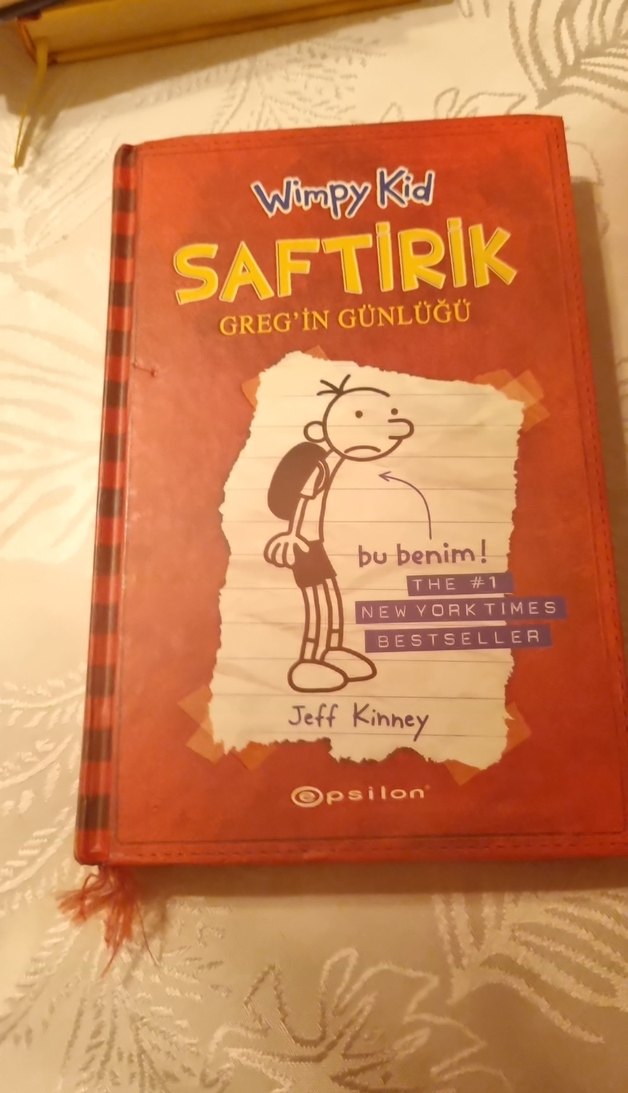 Wimpy Kid
SAFTİRİK
GREG'İN GÜNLÜĞÜ
bu benim!
THE #1
NEW YORK TIMES
BESTSELLER
Jeff Kinney
epsilon